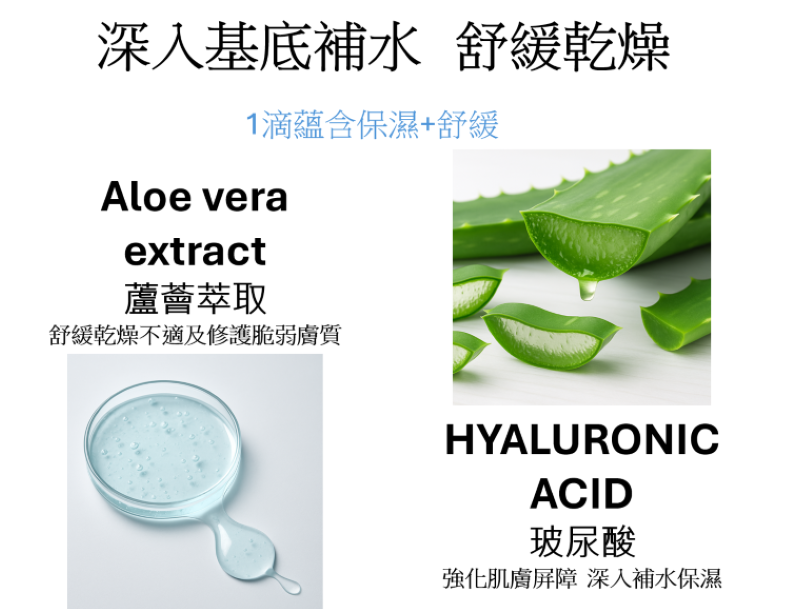 深入基底補水 舒緩乾燥
1滴蘊含保濕+舒緩
Aloe vera
extract
蘆薈萃取
舒緩乾燥不適及修護脆弱膚質
HYALURONIC
ACID
玻尿酸
強化肌膚屏障 深入補水保濕